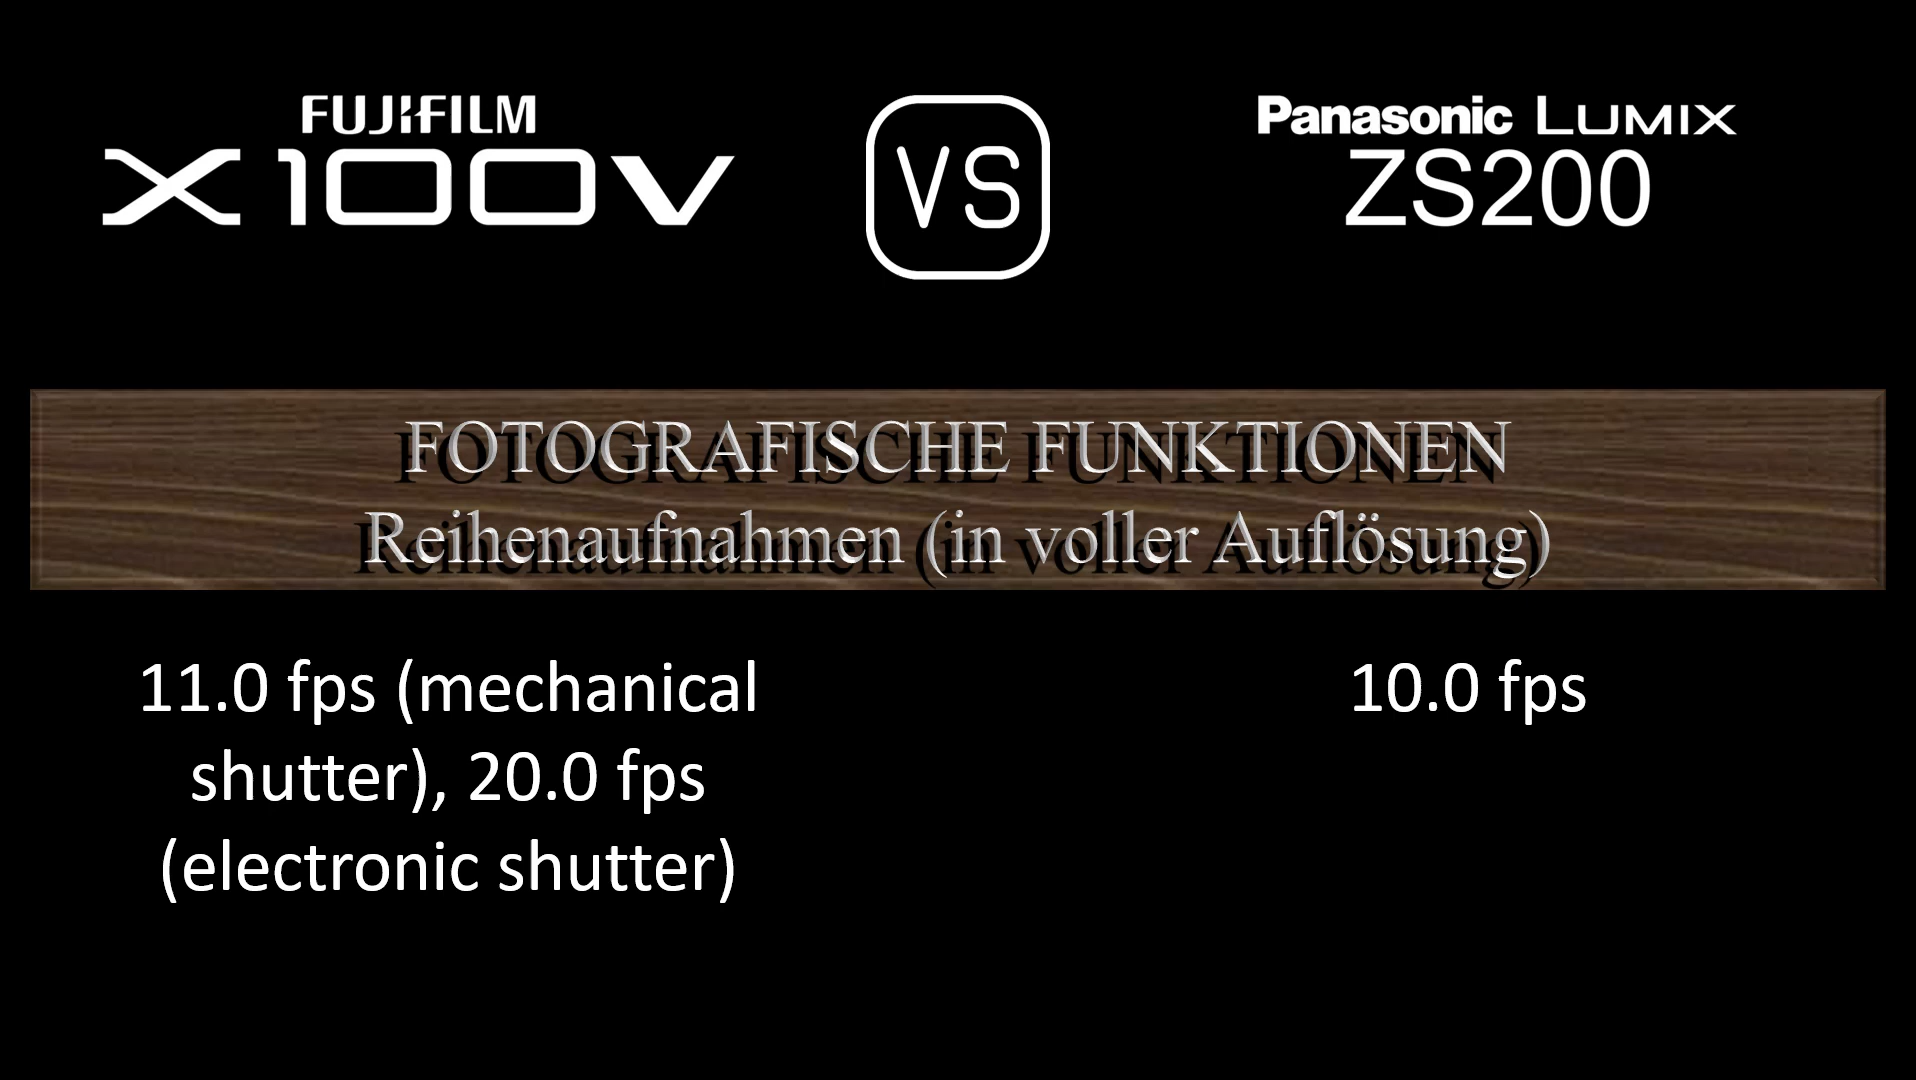 FUJIFILM
X100V
VS
Panasonic LUMIX
ZS200
FOTOGRAFISCHE FUNKTIONEN
Reihenaufnahmen (in voller Auflösung)
11.0 fps (mechanical
shutter), 20.0 fps
(electronic shutter)
10.0 fps